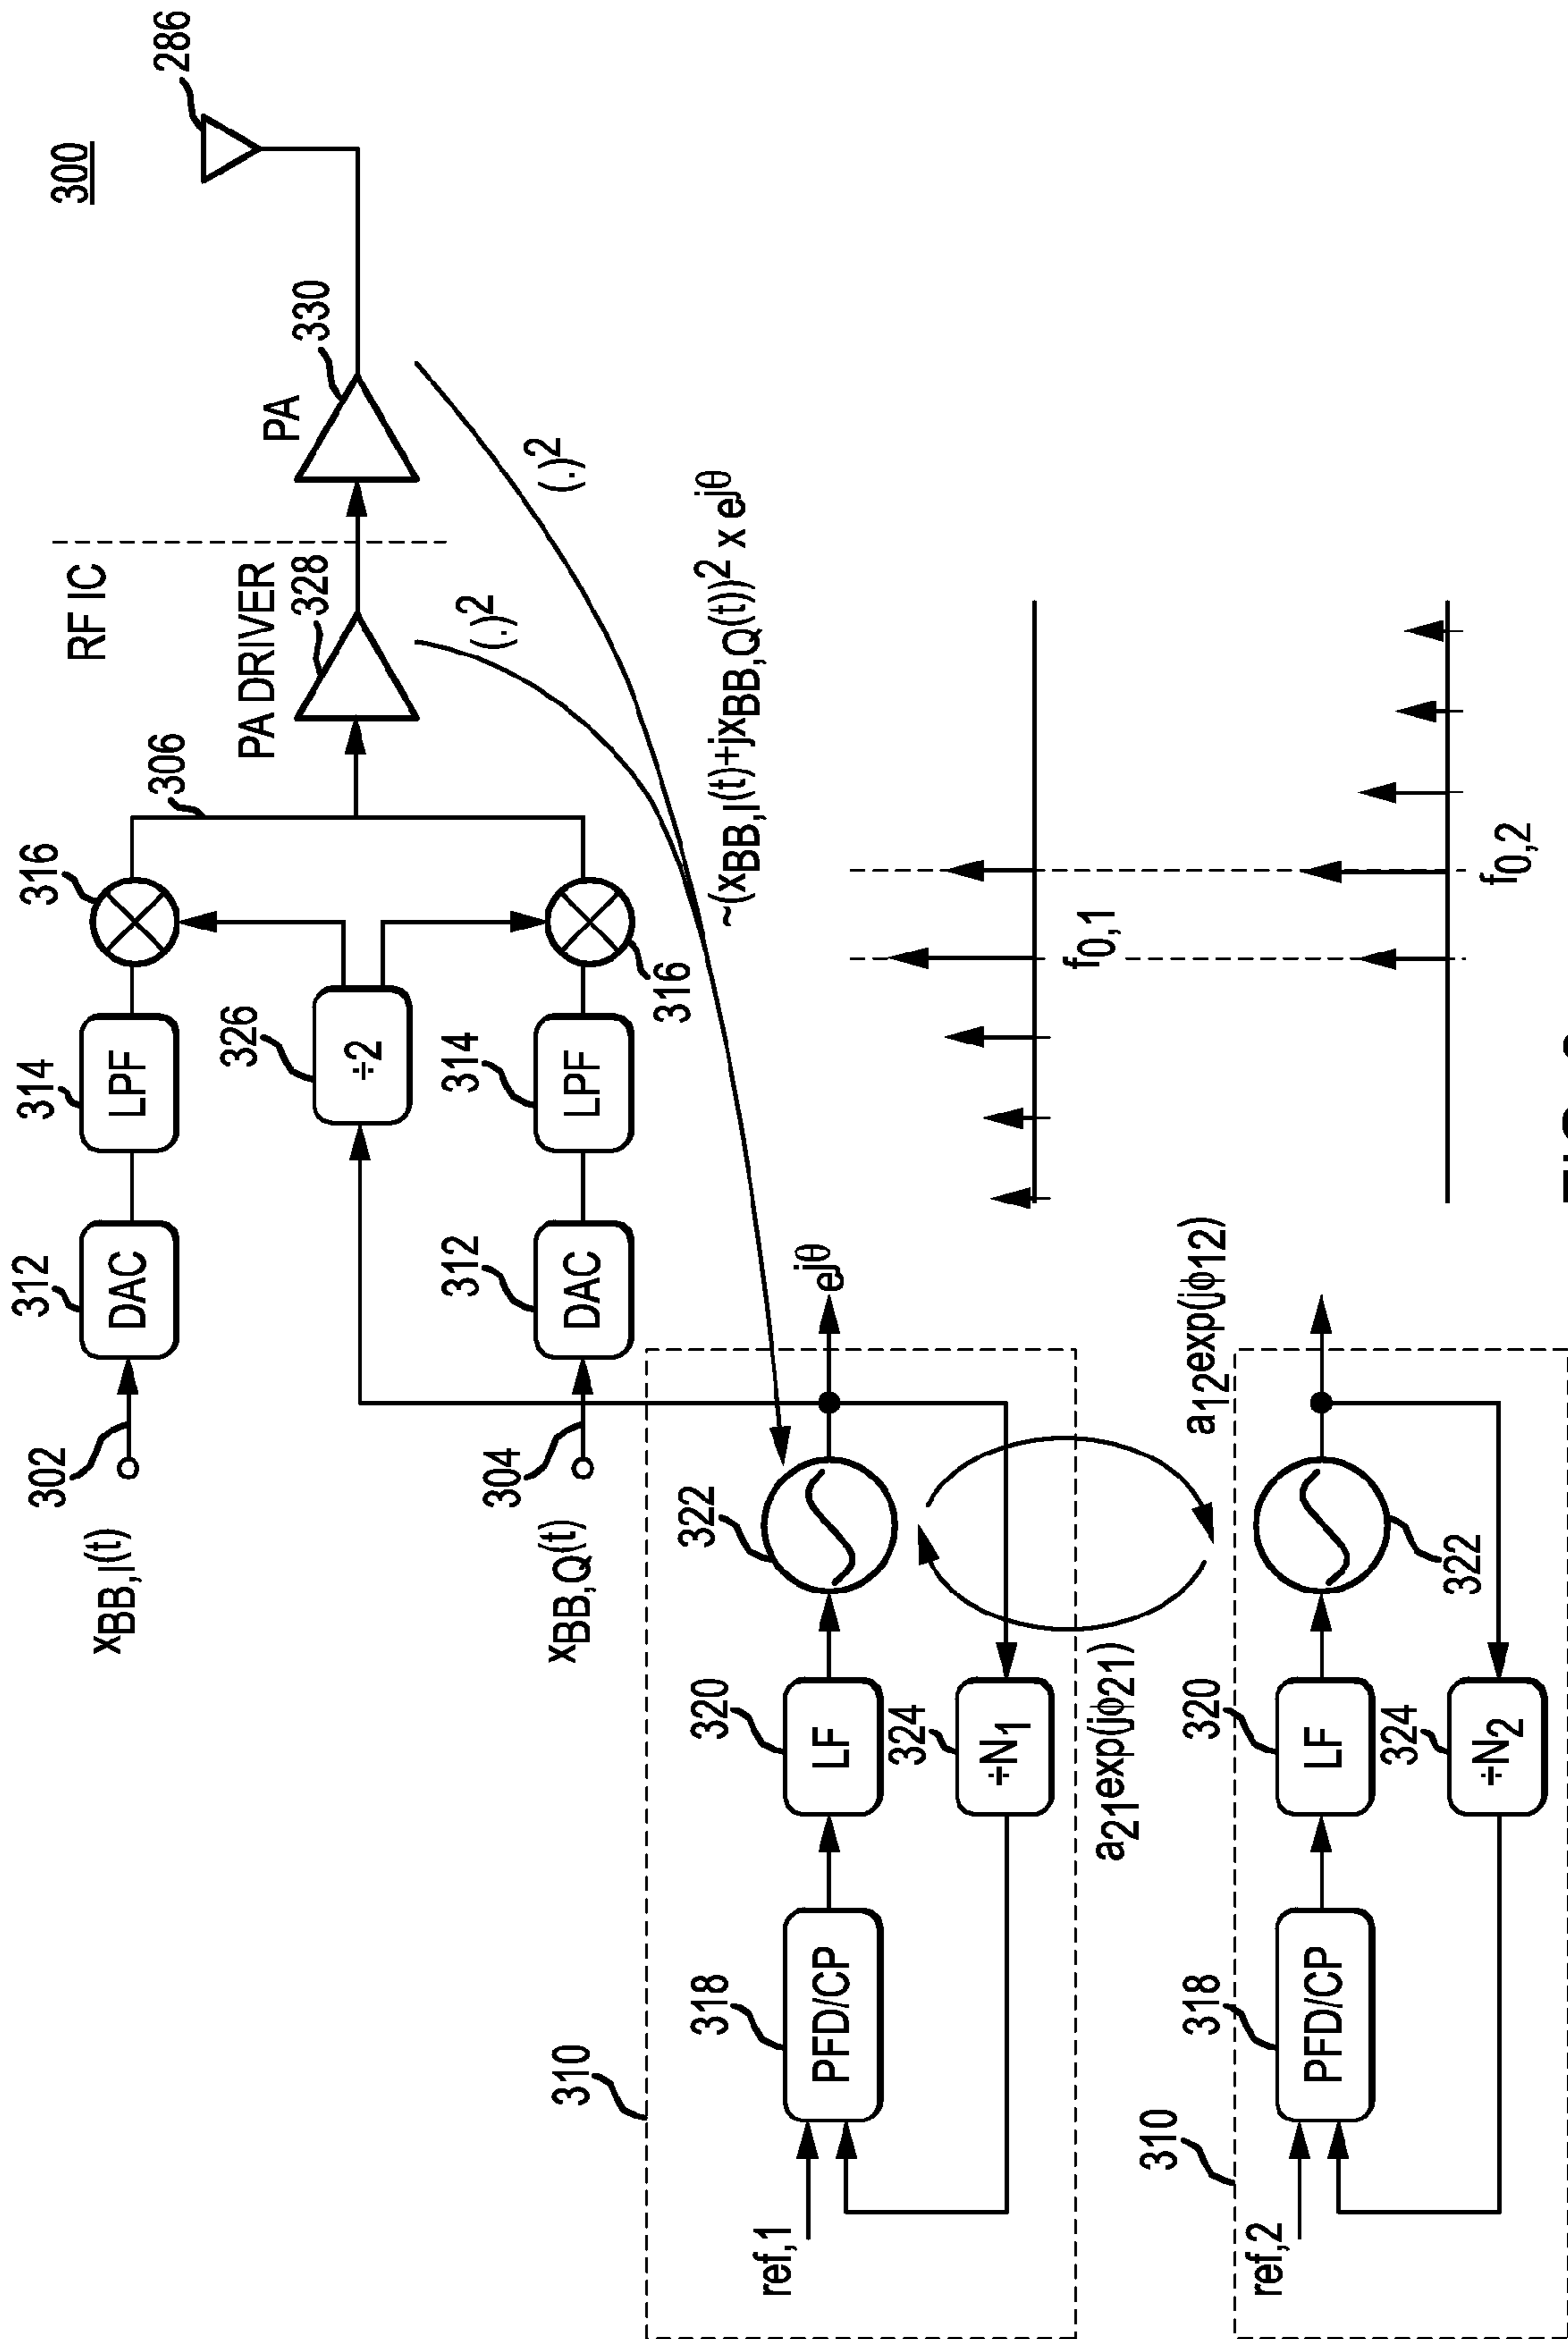 300
302
xBB,I(t)
312
DAC
314
LPF
316
306
326
÷2
RF IC
PA DRIVER
328
PA
330
286
304
xBB,Q(t)
312
DAC
314
LPF
316
(.)2
(.)2
~(xBB,I(t)+jxBB,Q(t))2 x ejθ
310
ref,1
318
PFD/CP
320
LF
322
324
÷N1
ejθ
a21exp(jϕ21)
a12exp(jϕ12)
310
ref,2
318
PFD/CP
320
LF
322
324
÷N2
f0,1
f0,2